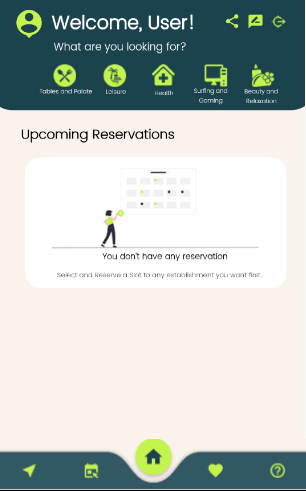 Welcome, User!
What are you looking for?
Tables and Palate
Leisure
Health
Surfing and
Gaming
Beauty and
Relaxation
Upcoming Reservations
You don't have any reservation
Select and Reserve a Slot to any establishment you want first.